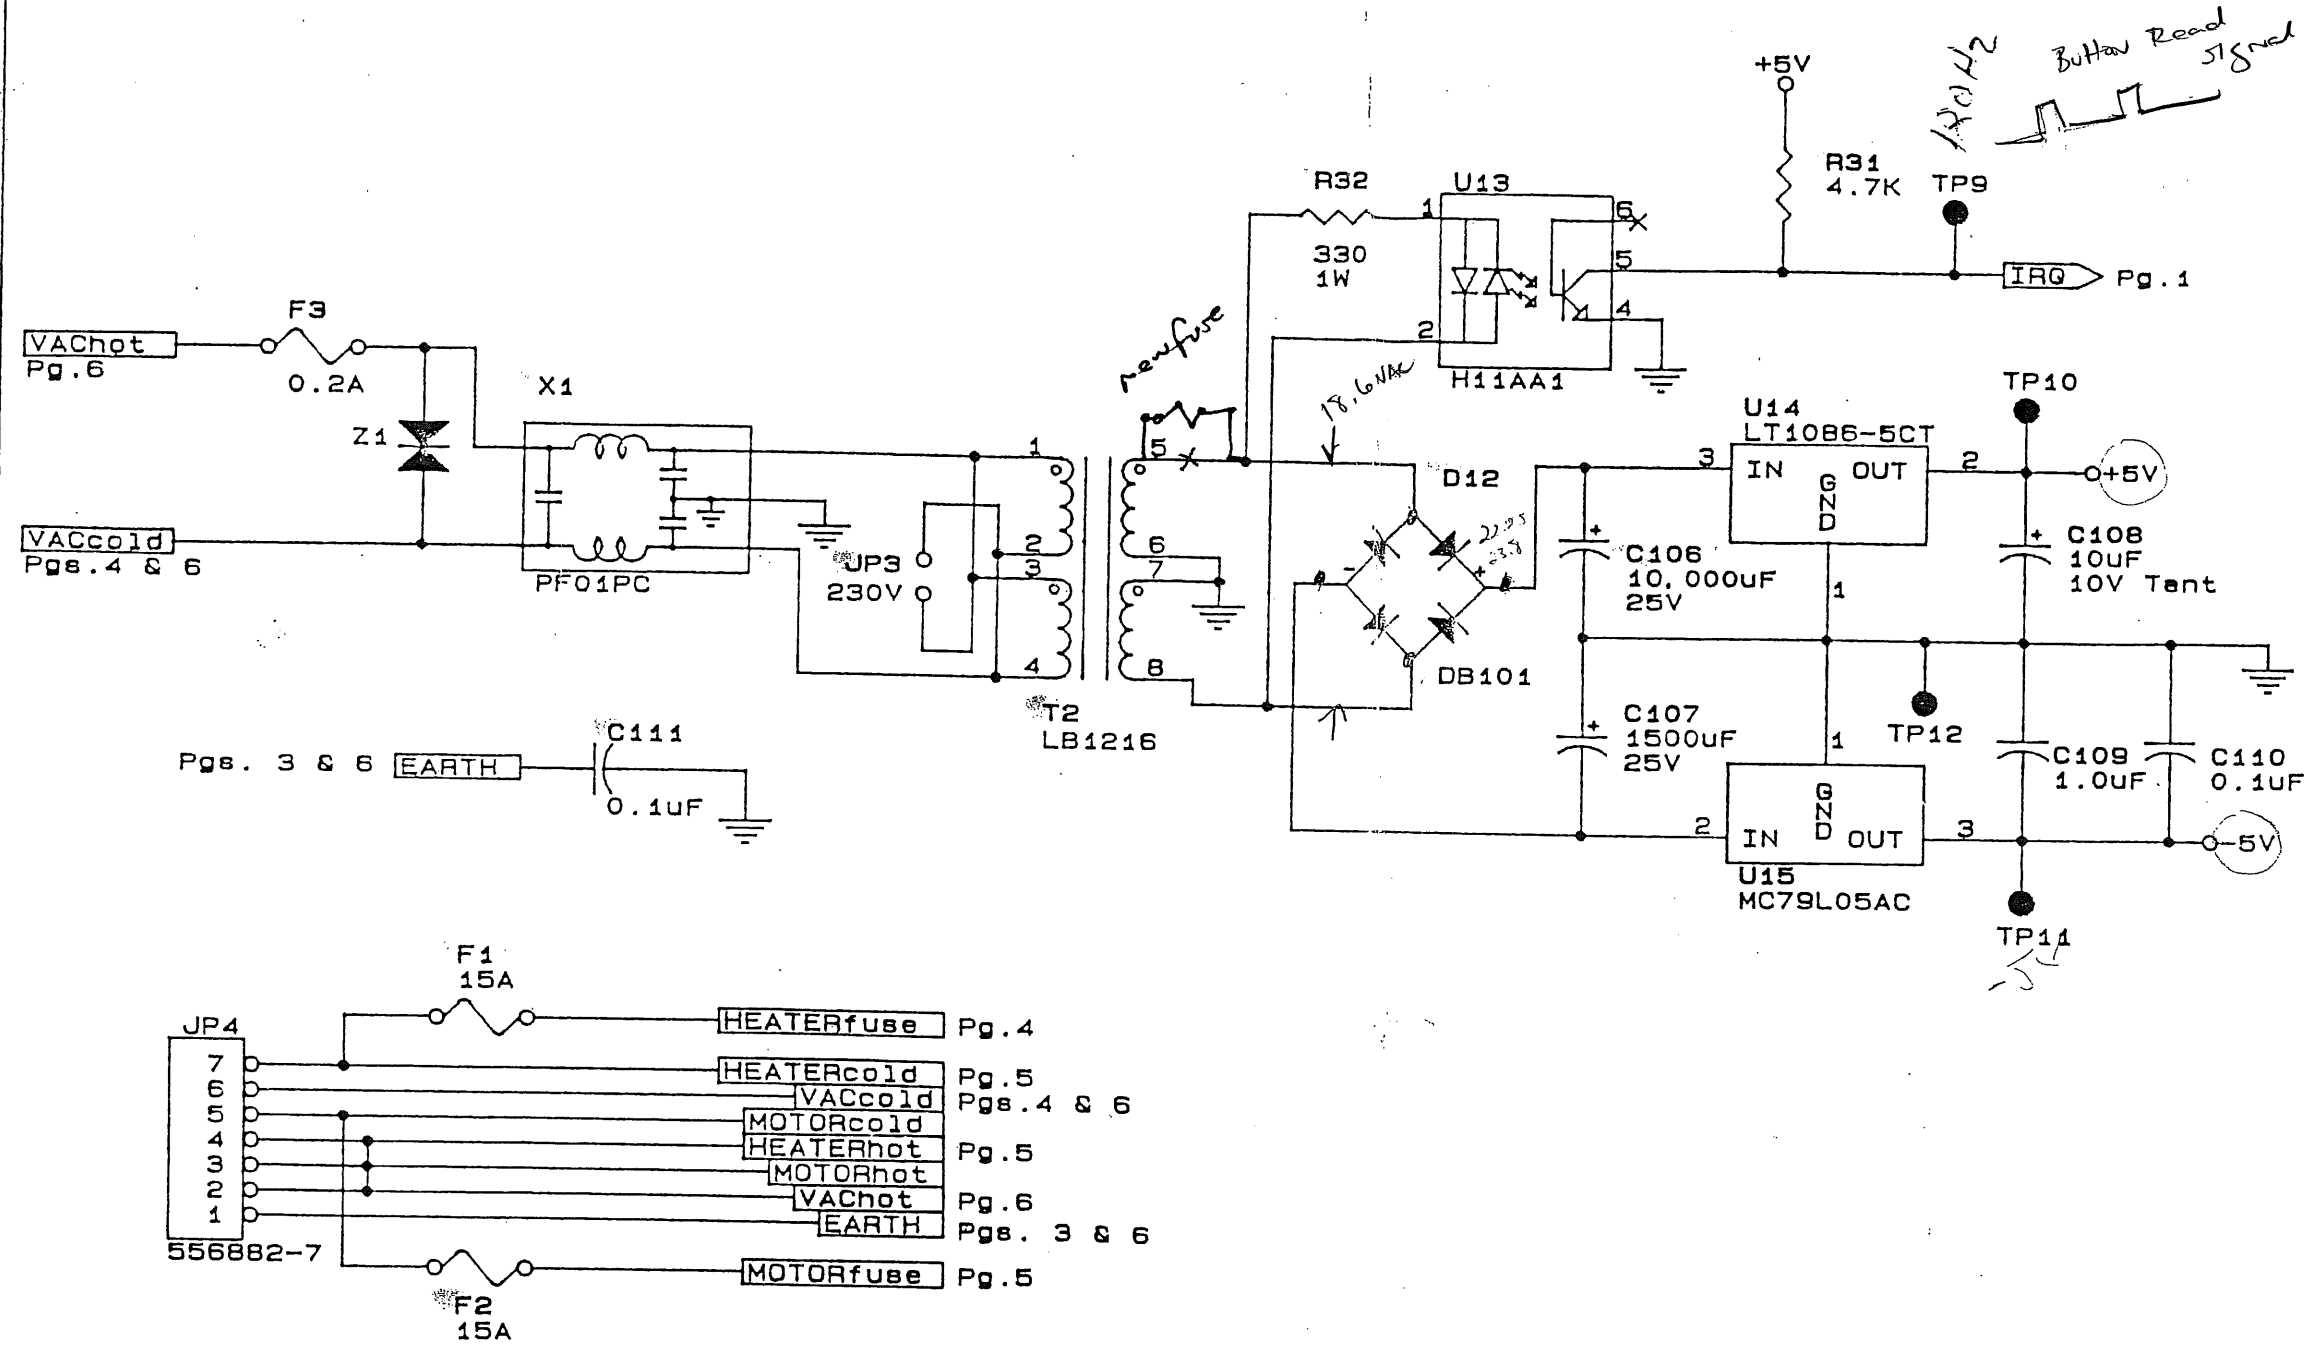 120Hz
Button Read
signal
+5V
R31
4.7K
TP9
R32
330
1W
U13
1
2
6
5
4
H11AA1
IRQ
Pg.1
VAChot
Pg.6
F3
0.2A
Z1
VACcold
Pgs.4 & 6
X1
PF01PC
JP3
230V
1
2
3
4
5
6
7
8
T2
LB1216
new fuse
18.6VAC
D12
-
+
23.8
DB101
+
C106
10,000uF
25V
+
C107
1500uF
25V
U14
LT1086-5CT
3
IN
OUT
GND
2
1
TP10
+5V
+
C108
10uF
10V Tant
TP12
1
C109
1.0uF
C110
0.1uF
2
IN
GND
OUT
3
-5V
U15
MC79L05AC
TP11
-5V
Pgs. 3 & 6
EARTH
C111
0.1uF
F1
15A
JP4
7
6
5
4
3
2
1
556882-7
HEATERfuse
Pg.4
HEATERcold
Pg.5
VACcold
Pgs.4 & 6
MOTORcold
HEATERhot
Pg.5
MOTORhot
VAChot
Pg.6
EARTH
Pgs. 3 & 6
MOTORfuse
Pg.5
F2
15A